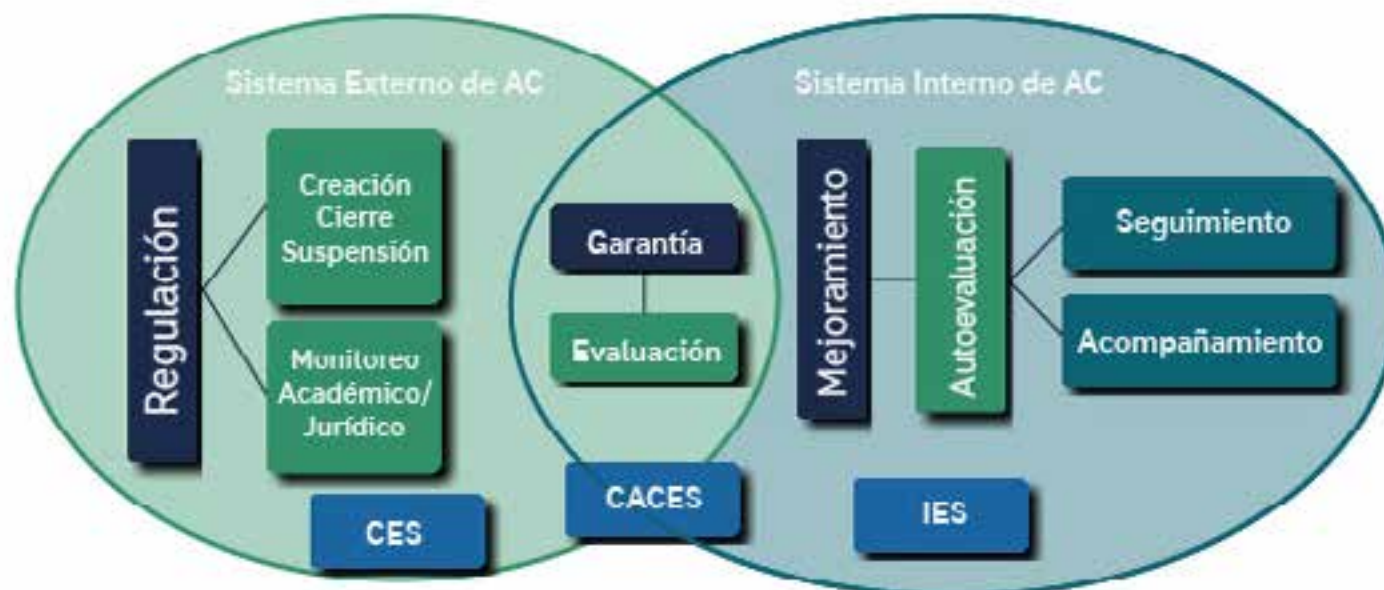 Sistema Externo de AC
Sistema Interno de AC
Regulación
Creación
Cierre
Suspensión
Monitoreo
Académico/
Jurídico
CES
Garantía
Evaluación
CACES
Mejoramiento
Autoevaluación
Seguimiento
Acompañamiento
IES